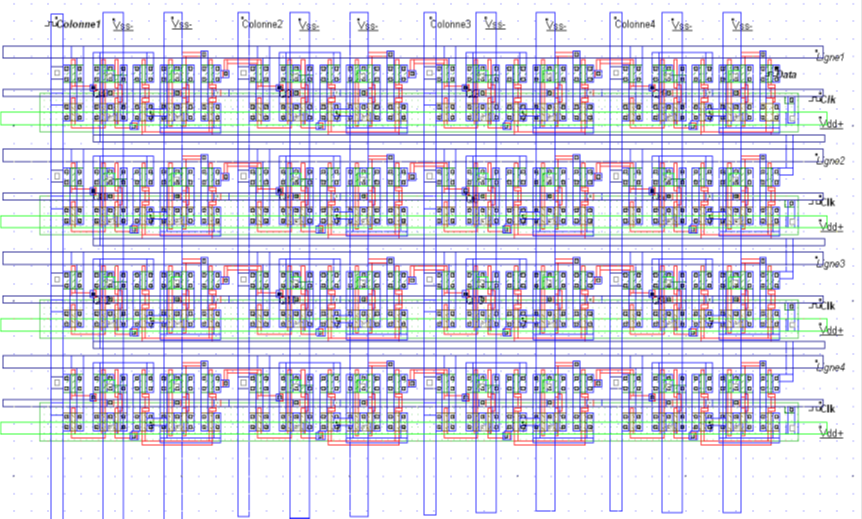 Colonne1 Vss- Vss- Colonne2 Vss- Vss- Colonne3 Vss- Vss- Colonne4 Vss- Vss-
Ligne1
Data
Clk
Vdd+
Ligne2
Clk
Vdd+
Ligne3
Clk
Vdd+
Ligne4
Clk
Vdd+